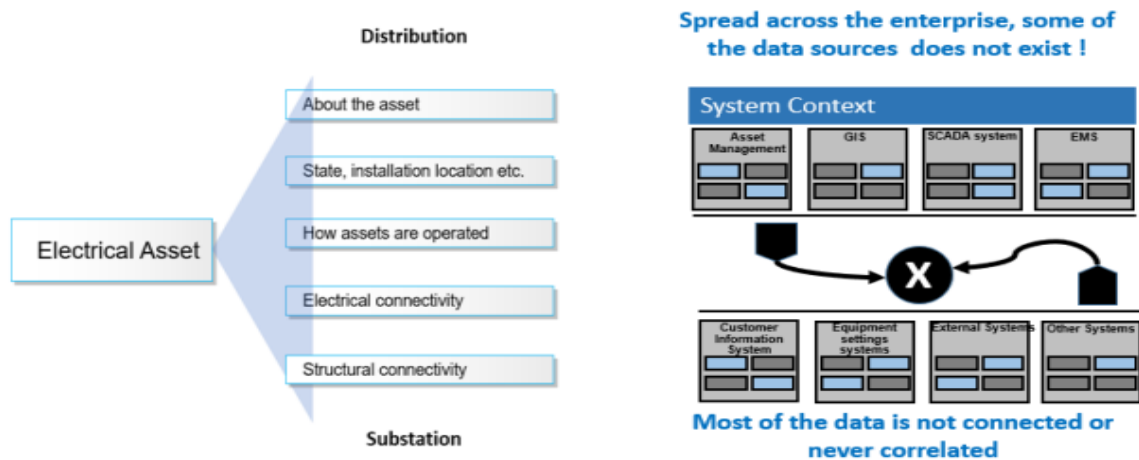 Distribution
About the asset
State, installation location etc.
How assets are operated
Electrical Asset
Electrical connectivity
Structural connectivity
Substation
Spread across the enterprise, some of
the data sources does not exist !
System Context
Asset
Management
GIS
SCADA system
EMS
X
Customer
Information
System
Equipment
settings
systems
External Systems
Other Systems
Most of the data is not connected or
never correlated